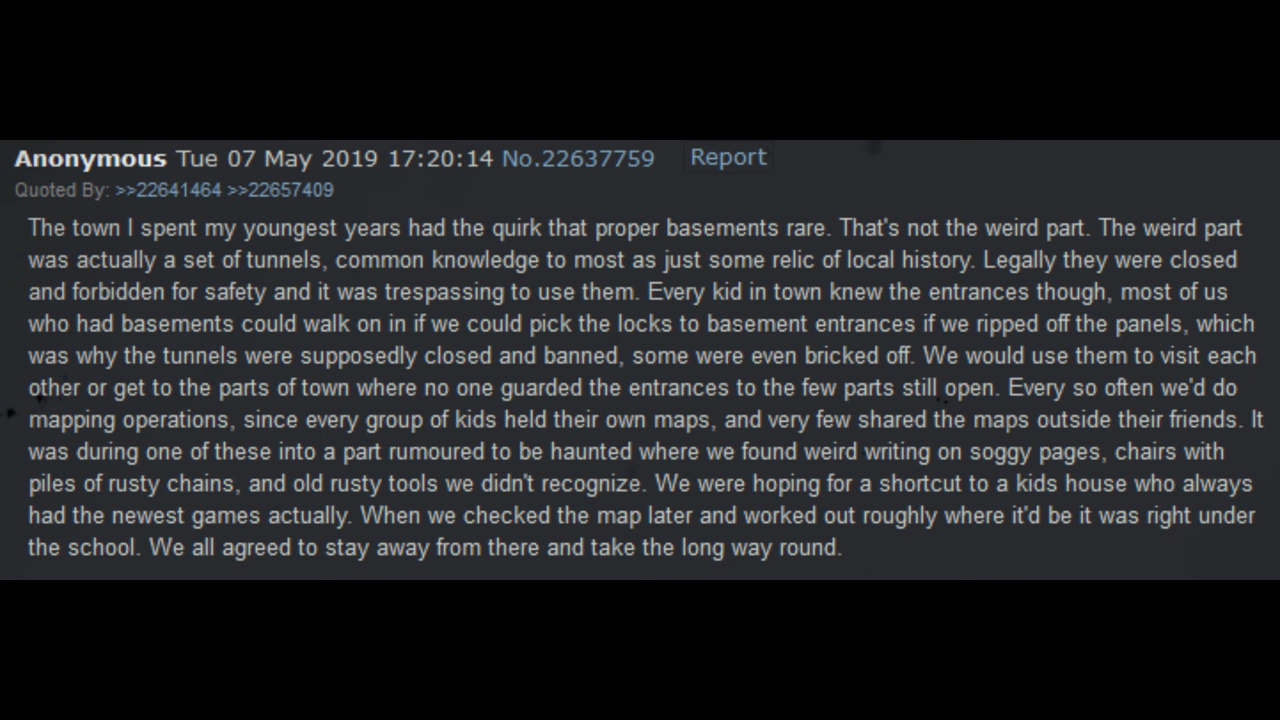 Anonymous Tue 07 May 2019 17:20:14 No.22637759 Report
Quoted By: >>22641464 >>22657409
The town I spent my youngest years had the quirk that proper basements rare. That's not the weird part. The weird part
was actually a set of tunnels, common knowledge to most as just some relic of local history. Legally they were closed
and forbidden for safety and it was trespassing to use them. Every kid in town knew the entrances though, most of us
who had basements could walk on in if we could pick the locks to basement entrances if we ripped off the panels, which
was why the tunnels were supposedly closed and banned, some were even bricked off. We would use them to visit each
other or get to the parts of town where no one guarded the entrances to the few parts still open. Every so often we'd do
mapping operations, since every group of kids held their own maps, and very few shared the maps outside their friends. It
was during one of these into a part rumoured to be haunted where we found weird writing on soggy pages, chairs with
piles of rusty chains, and old rusty tools we didn't recognize. We were hoping for a shortcut to a kids house who always
had the newest games actually. When we checked the map later and worked out roughly where it'd be it was right under
the school. We all agreed to stay away from there and take the long way round.